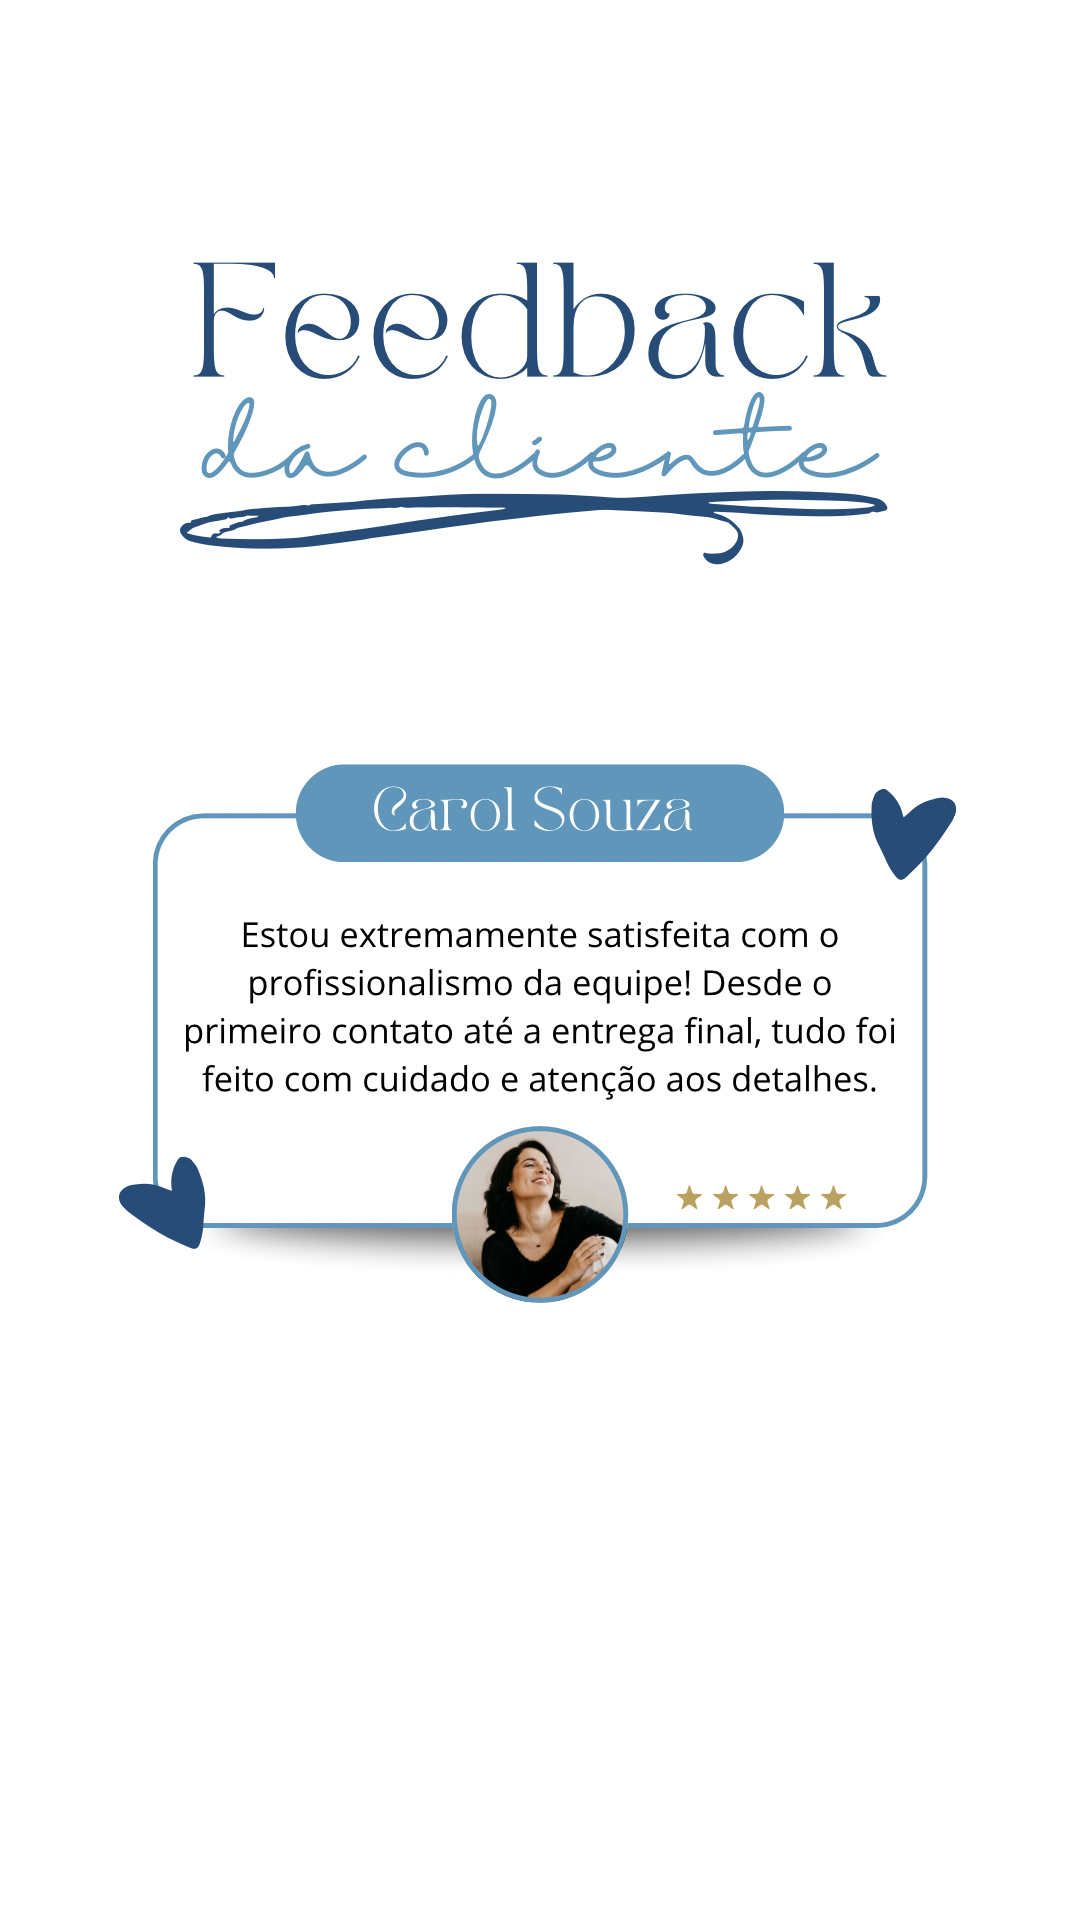 Feedback
da cliente
Carol Souza
Estou extremamente satisfeita com o
profissionalismo da equipe! Desde o
primeiro contato até a entrega final, tudo foi
feito com cuidado e atenção aos detalhes.